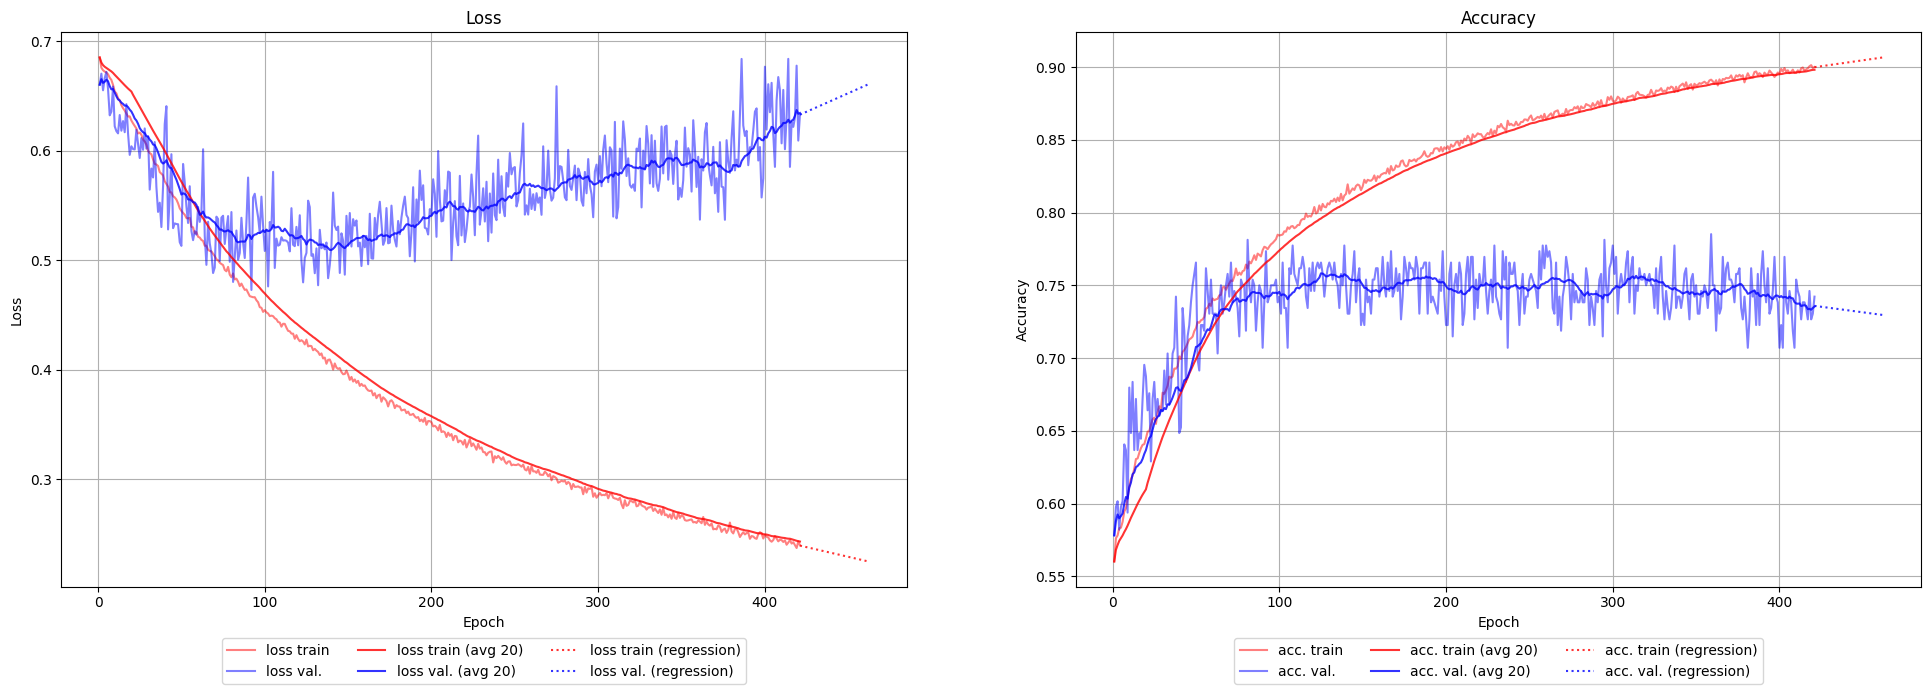 Loss
0.7
0.6
0.5
0.4
0.3
Loss
0 100 200 300 400
Epoch
loss train loss train (avg 20) loss train (regression)
loss val. loss val. (avg 20) loss val. (regression)
Accuracy
0.90
0.85
0.80
0.75
0.70
0.65
0.60
0.55
Accuracy
0 100 200 300 400
Epoch
acc. train acc. train (avg 20) acc. train (regression)
acc. val. acc. val. (avg 20) acc. val. (regression)